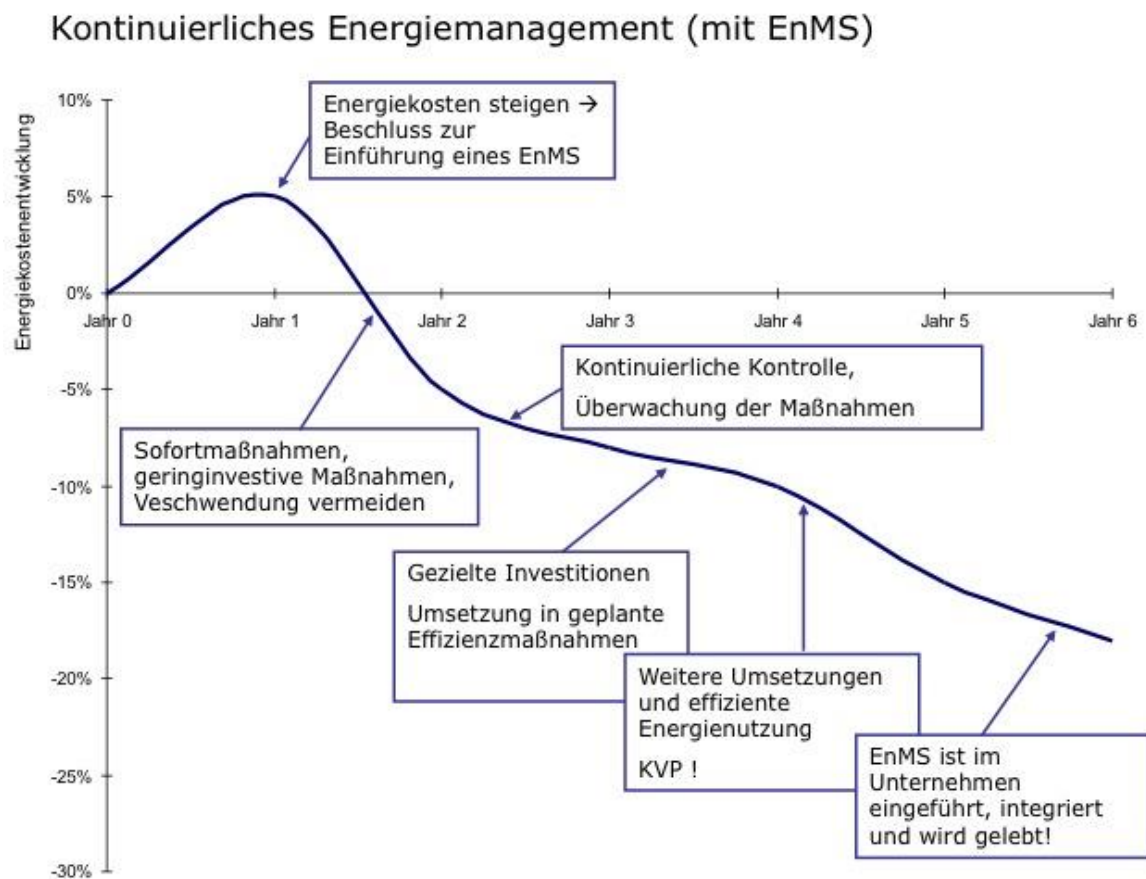 Kontinuierliches Energiemanagement (mit EnMS)
Energiekostenentwicklung
10%
5%
0%
-5%
-10%
-15%
-20%
-25%
-30%
Jahr 0
Jahr 1
Jahr 2
Jahr 3
Jahr 4
Jahr 5
Jahr 6
Energiekosten steigen →
Beschluss zur
Einführung eines EnMS
Sofortmaßnahmen,
geringinvestive Maßnahmen,
Veschwendung vermeiden
Kontinuierliche Kontrolle,
Überwachung der Maßnahmen
Gezielte Investitionen
Umsetzung in geplante
Effizienzmaßnahmen
Weitere Umsetzungen
und effiziente
Energienutzung
KVP !
EnMS ist im
Unternehmen
eingeführt, integriert
und wird gelebt!